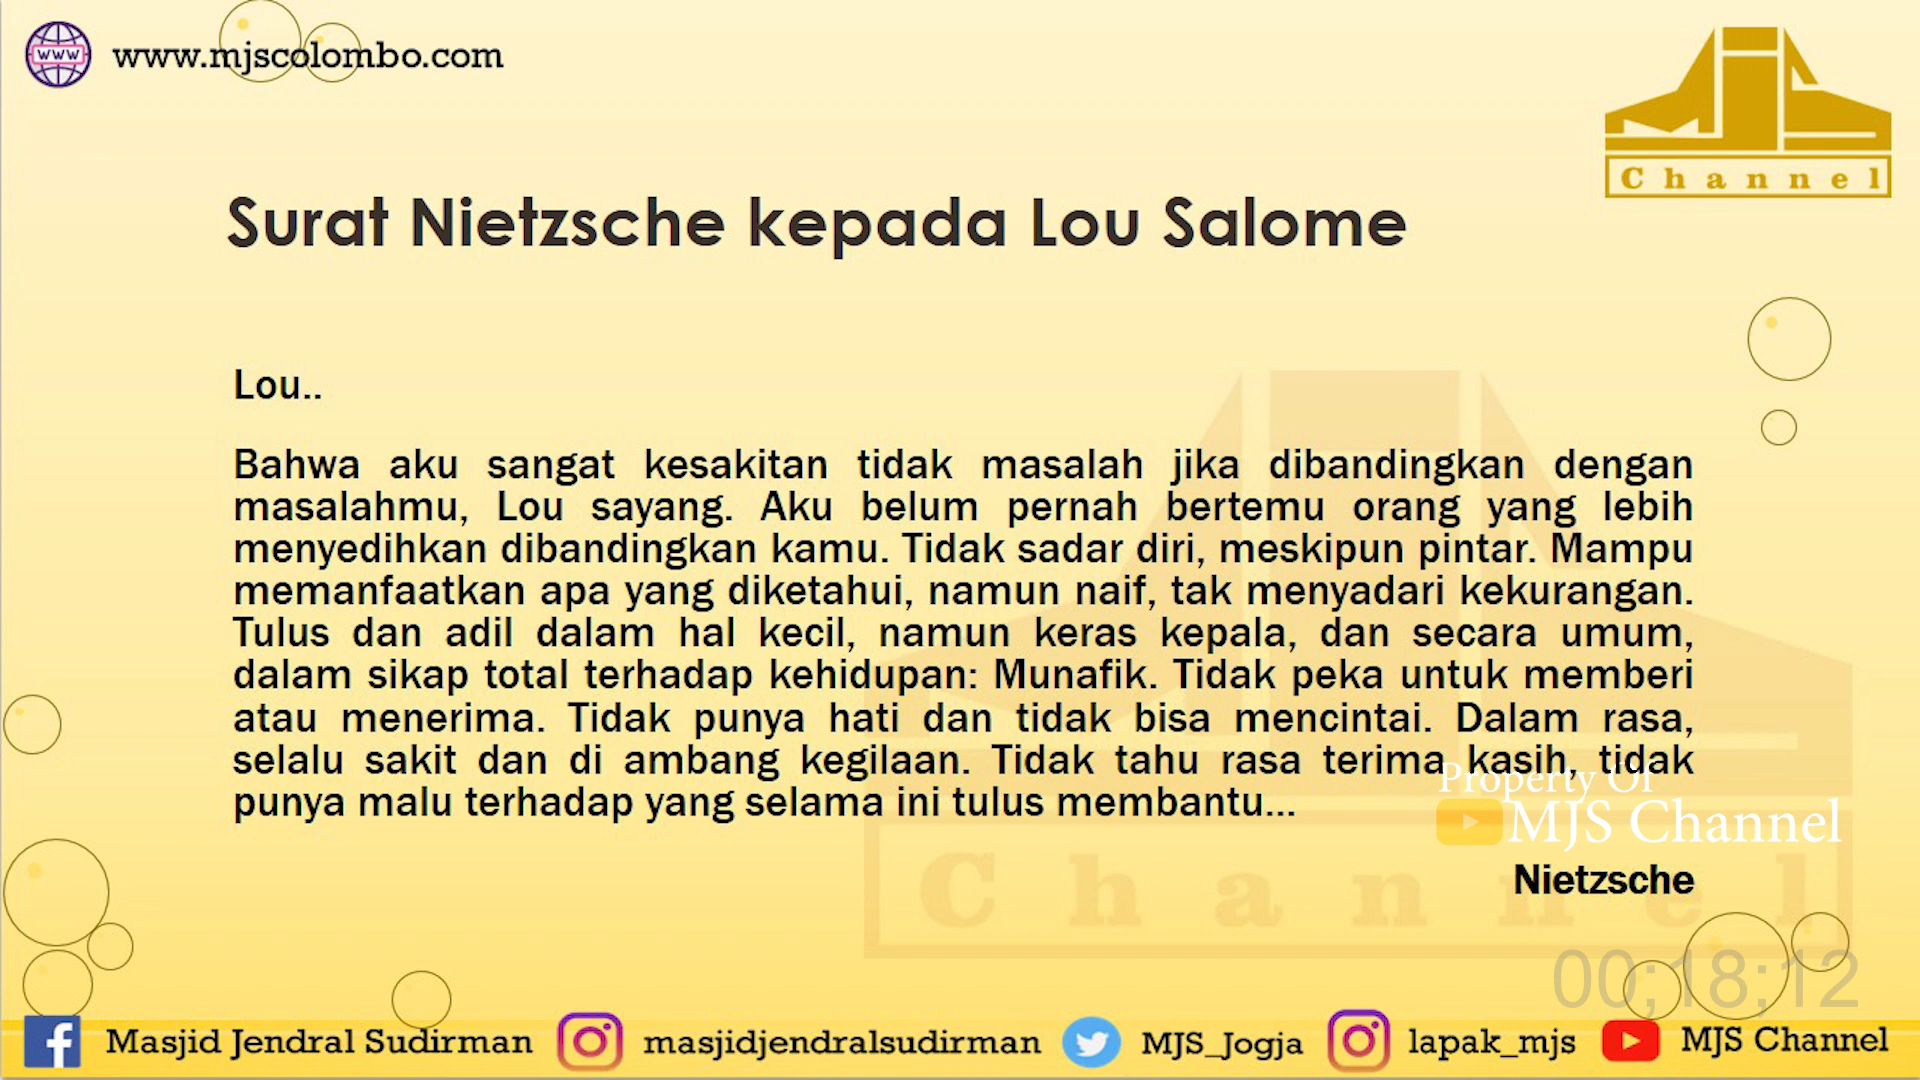 www
www.mjscolombo.com
MJS
Channel
Surat Nietzsche kepada Lou Salome
Lou..
Bahwa aku sangat kesakitan tidak masalah jika dibandingkan dengan
masalahmu, Lou sayang. Aku belum pernah bertemu orang yang lebih
menyedihkan dibandingkan kamu. Tidak sadar diri, meskipun pintar. Mampu
memanfaatkan apa yang diketahui, namun naif, tak menyadari kekurangan.
Tulus dan adil dalam hal kecil, namun keras kepala, dan secara umum,
dalam sikap total terhadap kehidupan: Munafik. Tidak peka untuk memberi
atau menerima. Tidak punya hati dan tidak bisa mencintai. Dalam rasa,
selalu sakit dan di ambang kegilaan. Tidak tahu rasa terima kasih, tidak
punya malu terhadap yang selama ini tulus membantu...
Property Of
MJS Channel
Nietzsche
Channel
00;18;12
Masjid Jendral Sudirman
masjidjendralsudirman
MJS_Jogja
lapak_mjs
MJS Channel